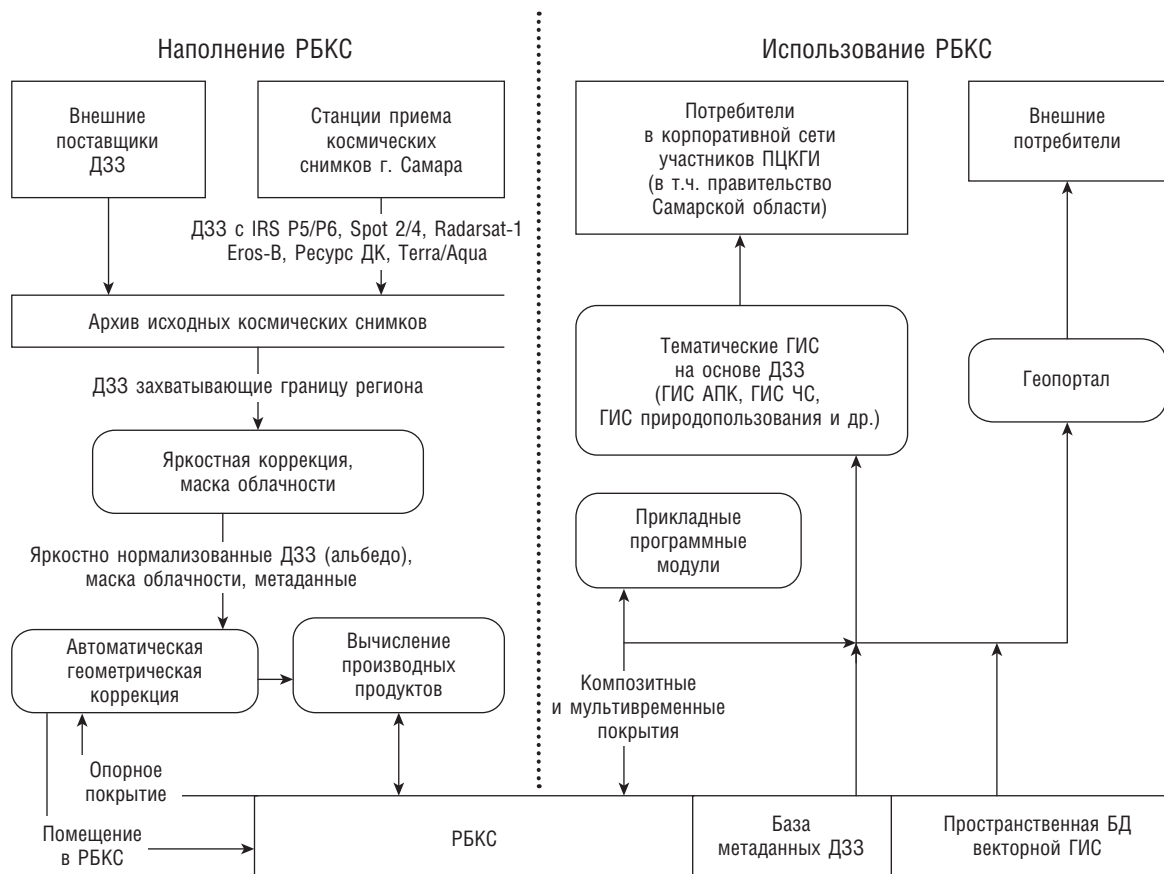 Наполнение РБКС
Внешние
поставщики
ДЗЗ
Станции приема
космических
снимков г. Самара
ДЗЗ с IRS P5/P6, Spot 2/4, Radarsat-1
Eros-B, Ресурс ДК, Terra/Aqua
Архив исходных космических снимков
ДЗЗ захватывающие границу региона
Яркостная коррекция,
маска облачности
Яркостно нормализованные ДЗЗ (альбедо),
маска облачности, метаданные
Автоматическая
геометрическая
коррекция
Вычисление
производных
продуктов
Опорное
покрытие
Помещение
в РБКС
Использование РБКС
Потребители
в корпоративной сети
участников ПЦКГИ
(в т.ч. правительство
Самарской области)
Внешние
потребители
Тематические ГИС
на основе ДЗЗ
(ГИС АПК, ГИС ЧС,
ГИС природопользования и др.)
Геопортал
Прикладные
программные
модули
Композитные
и мультивременные
покрытия
РБКС
База
метаданных ДЗЗ
Пространственная БД
векторной ГИС